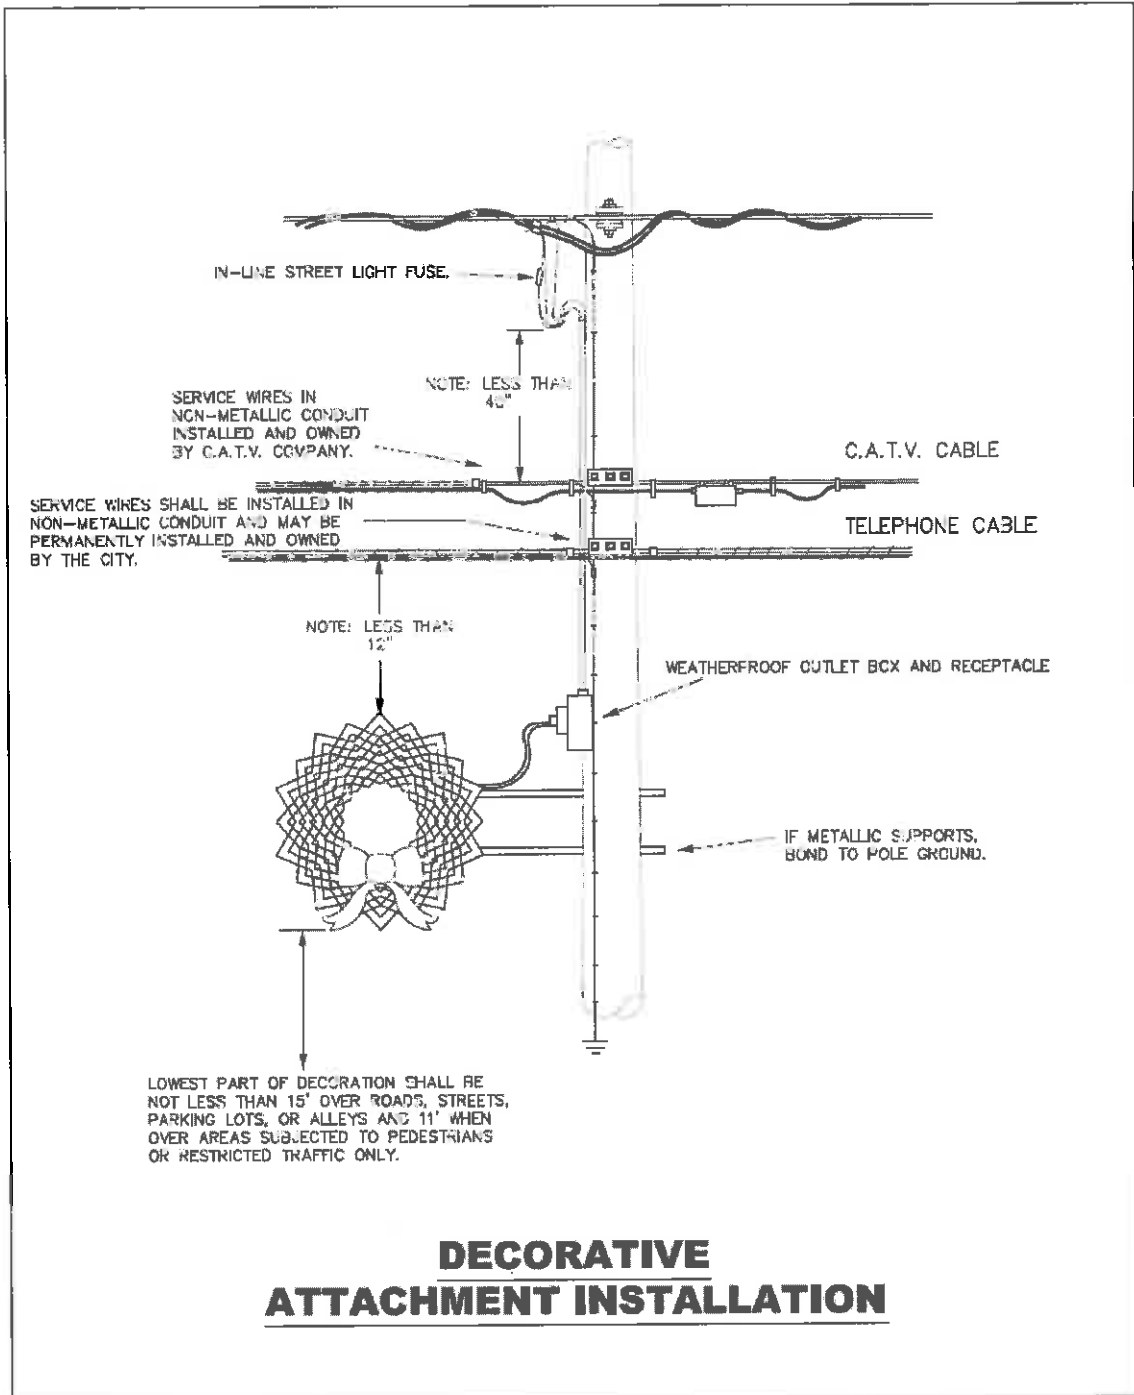 IN-LINE STREET LIGHT FUSE.
NOTE: LESS THAN
40"
SERVICE WIRES IN
NON-METALLIC CONDUIT
INSTALLED AND OWNED
BY C.A.T.V. COMPANY.
C.A.T.V. CABLE
SERVICE WIRES SHALL BE INSTALLED IN
NON-METALLIC CONDUIT AND MAY BE
PERMANENTLY INSTALLED AND OWNED
BY THE CITY.
TELEPHONE CABLE
NOTE: LESS THAN
12"
WEATHERPROOF OUTLET BOX AND RECEPTACLE
IF METALLIC SUPPORTS,
BOND TO POLE GROUND.
LOWEST PART OF DECORATION SHALL BE
NOT LESS THAN 15' OVER ROADS, STREETS,
PARKING LOTS, OR ALLEYS AND 11' WHEN
OVER AREAS SUBJECTED TO PEDESTRIANS
OR RESTRICTED TRAFFIC ONLY.
DECORATIVE
ATTACHMENT INSTALLATION